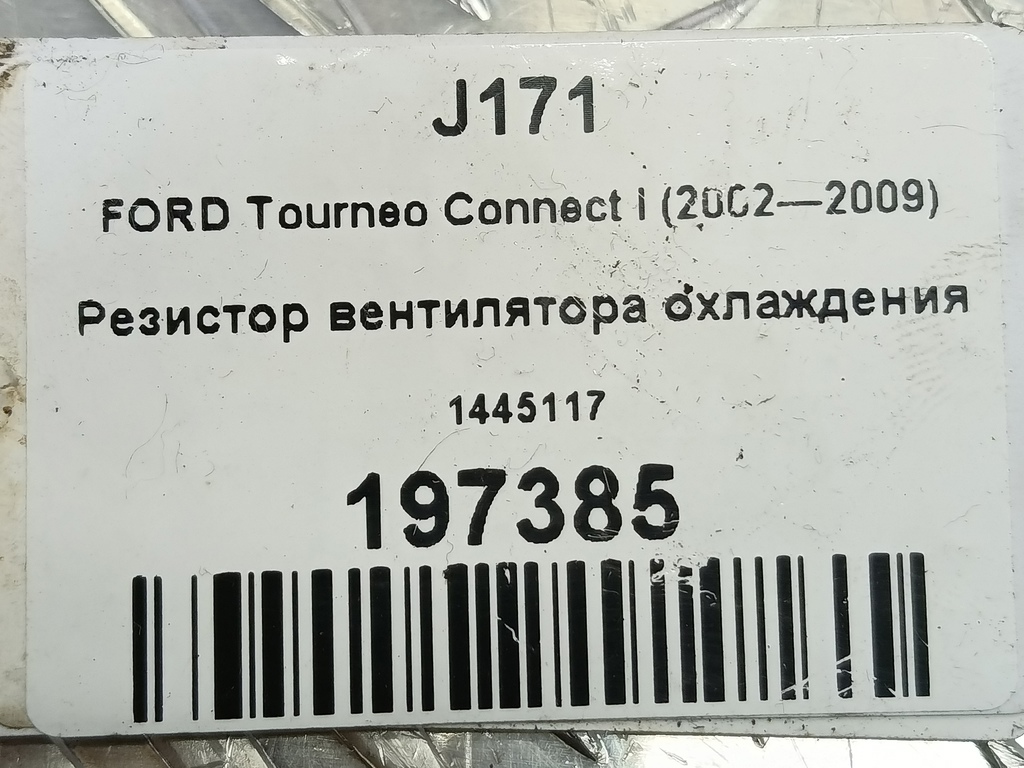 J171
FORD Tourneo Connect I (2002—2009)
Резистор вентилятора охлаждения
1445117
197385